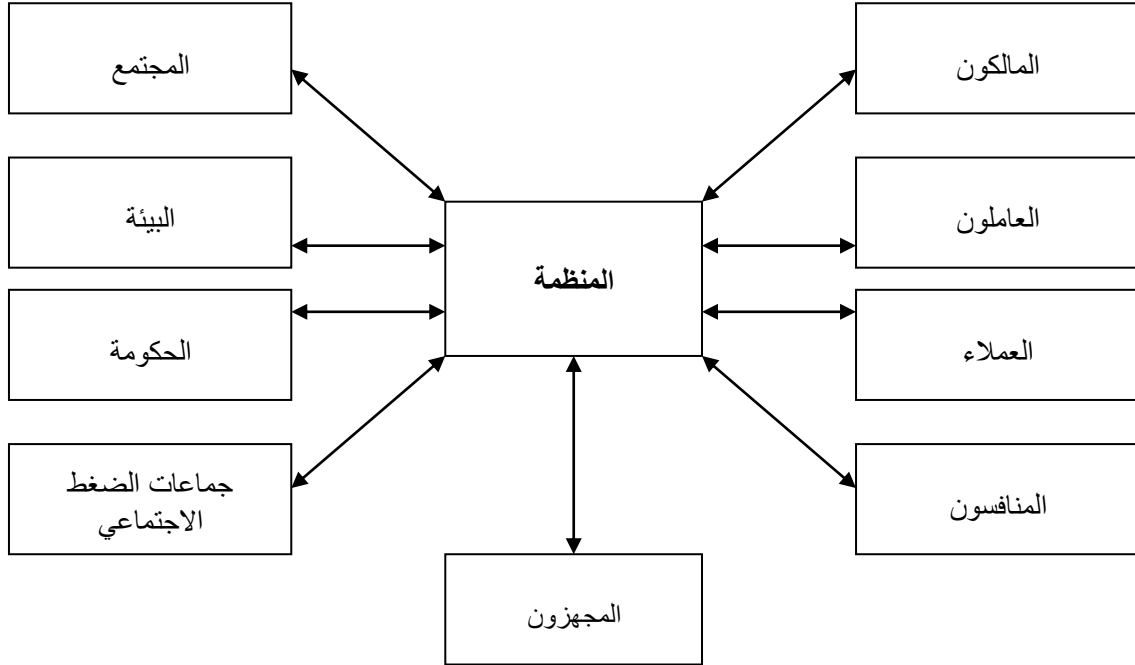 المالكون
المجتمع
العاملون
البيئة
المنظمة
العملاء
الحكومة
المنافسون
جماعات الضغط
الاجتماعي
المجهزون